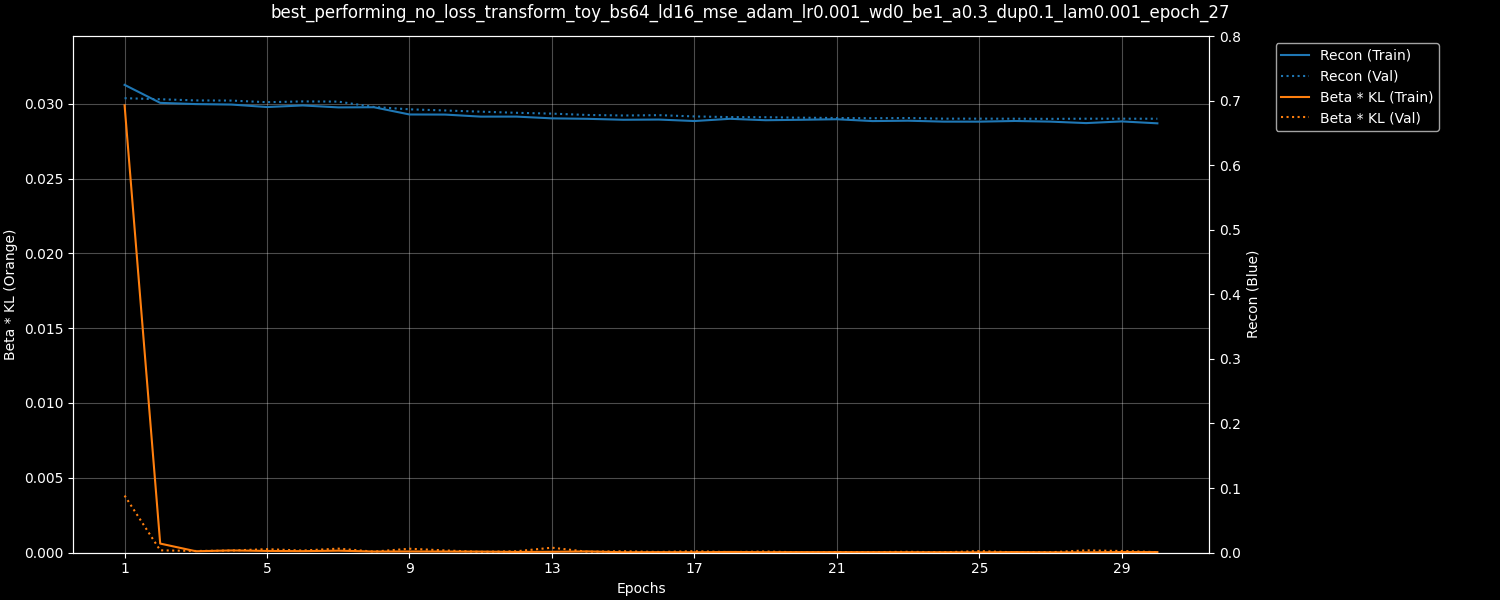 best_performing_no_loss_transform_toy_bs64_ld16_mse_adam_lr0.001_wd0_be1_a0.3_dup0.1_lam0.001_epoch_27
Recon (Train)
Recon (Val)
Beta * KL (Train)
Beta * KL (Val)
Beta * KL (Orange)
0.030
0.025
0.020
0.015
0.010
0.005
0.000
0.8
0.7
0.6
0.5
0.4
0.3
0.2
0.1
0.0
Recon (Blue)
1 5 9 13 17 21 25 29
Epochs